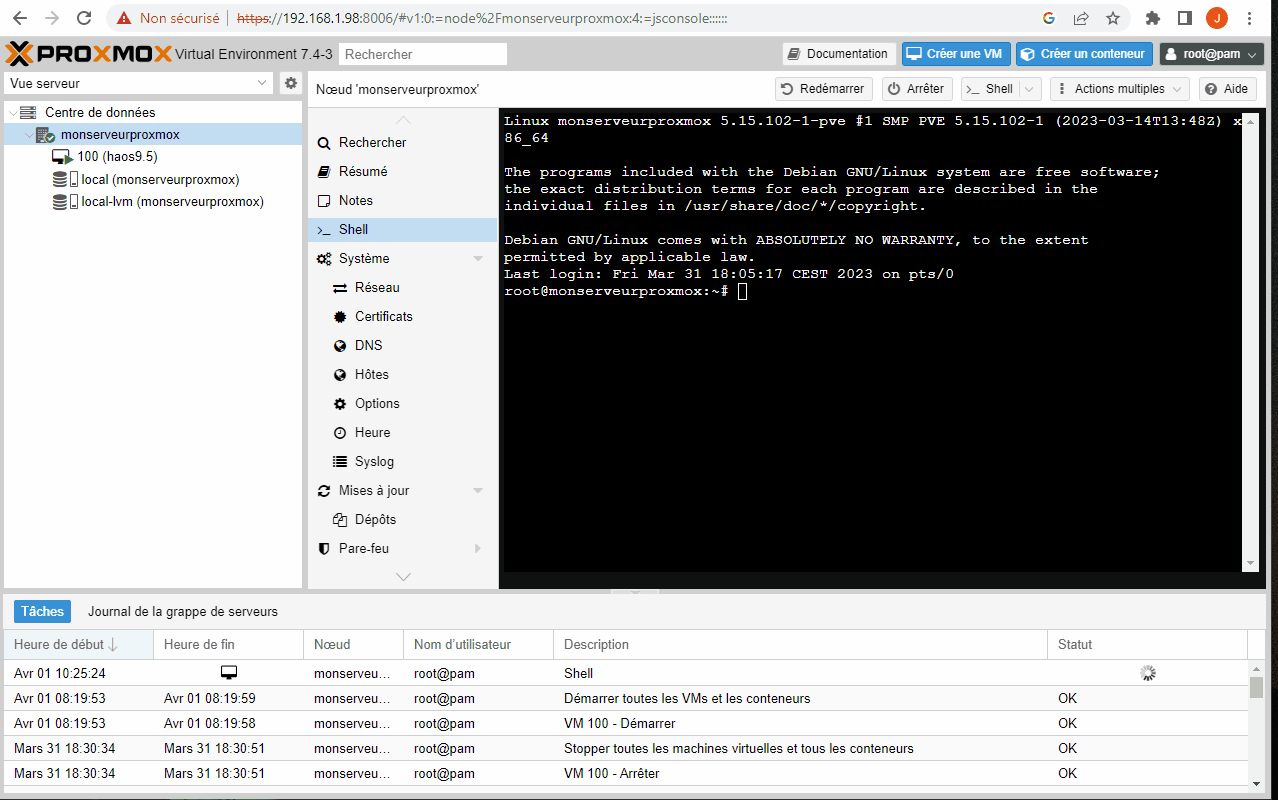 Non sécurisé https://192.168.1.98:8006/#v1:0:=node%2Fmonserveurproxmox:4:=jsconsole::::::
J
PROXMOX Virtual Environment 7.4-3 Rechercher Documentation Créer une VM Créer un conteneur root@pam
Vue serveur
Nœud 'monserveurproxmox' Redémarrer Arrêter >_ Shell Actions multiples Aide
Centre de données
monserveurproxmox
100 (haos9.5)
local (monserveurproxmox)
local-lvm (monserveurproxmox)
Rechercher
Résumé
Notes
>_ Shell
Système
Réseau
Certificats
DNS
Hôtes
Options
Heure
Syslog
Mises à jour
Dépôts
Pare-feu
Linux monserveurproxmox 5.15.102-1-pve #1 SMP PVE 5.15.102-1 (2023-03-14T13:48Z) x
86_64
The programs included with the Debian GNU/Linux system are free software;
the exact distribution terms for each program are described in the
individual files in /usr/share/doc/*/copyright.
Debian GNU/Linux comes with ABSOLUTELY NO WARRANTY, to the extent
permitted by applicable law.
Last login: Fri Mar 31 18:05:17 CEST 2023 on pts/0
root@monserveurproxmox:~#
Tâches Journal de la grappe de serveurs
Heure de début Heure de fin Nœud Nom d'utilisateur Description Statut
Avr 01 10:25:24 monserveu... root@pam Shell
Avr 01 08:19:53 Avr 01 08:19:59 monserveu... root@pam Démarrer toutes les VMs et les conteneurs OK
Avr 01 08:19:53 Avr 01 08:19:58 monserveu... root@pam VM 100 - Démarrer OK
Mars 31 18:30:34 Mars 31 18:30:51 monserveu... root@pam Stopper toutes les machines virtuelles et tous les conteneurs OK
Mars 31 18:30:34 Mars 31 18:30:51 monserveu... root@pam VM 100 - Arrêter OK